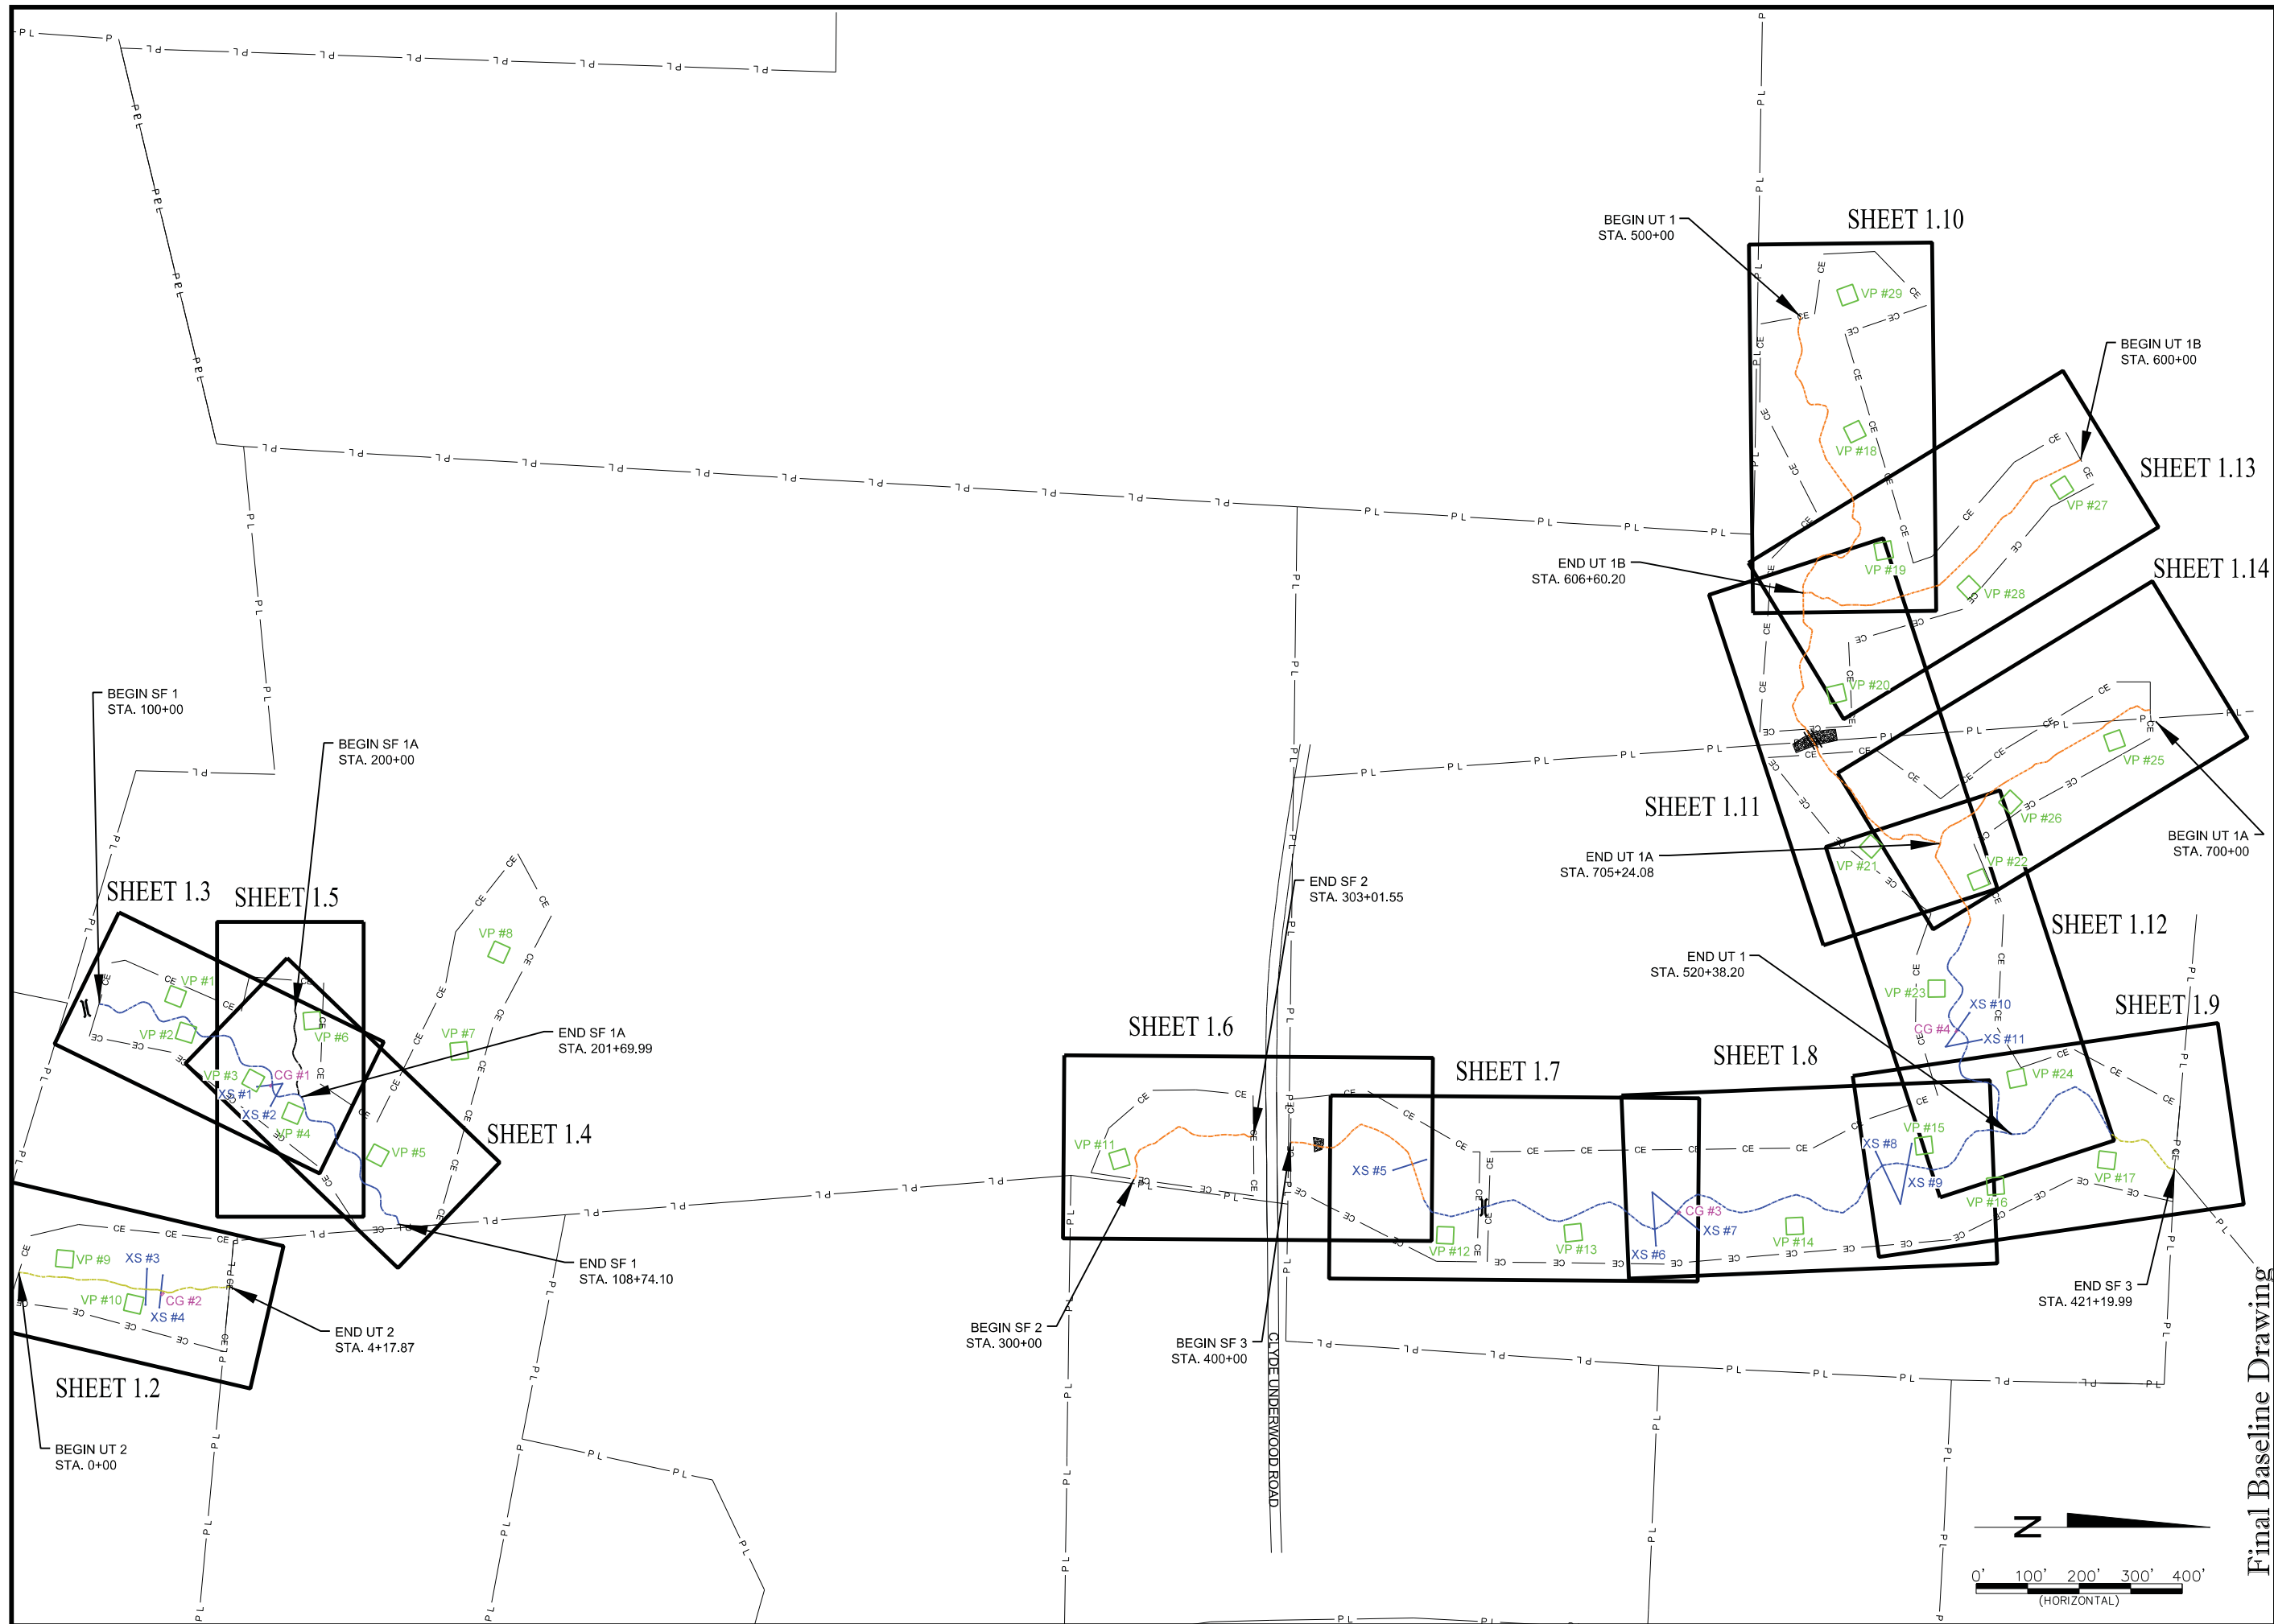 BEGIN UT 1
STA. 500+00
SHEET 1.10
VP #29
BEGIN UT 1B
STA. 600+00
VP #18
SHEET 1.13
VP #27
END UT 1B
STA. 606+60.20
VP #19
VP #28
SHEET 1.14
VP #20
BEGIN SF 1
STA. 100+00
BEGIN SF 1A
STA. 200+00
VP #25
SHEET 1.11
VP #26
BEGIN UT 1A
STA. 700+00
END UT 1A
STA. 705+24.08
VP #21
VP #22
SHEET 1.3
SHEET 1.5
END SF 2
STA. 303+01.55
VP #8
SHEET 1.12
END UT 1
STA. 520+38.20
VP #1
VP #2
VP #6
VP #7
END SF 1A
STA. 201+69.99
VP #23
XS #10
CG #4
XS #11
SHEET 1.9
SHEET 1.6
SHEET 1.7
SHEET 1.8
VP #3
CG #1
XS #1
XS #2
VP #4
VP #5
SHEET 1.4
VP #24
VP #11
XS #5
VP #15
XS #8
XS #9
VP #16
VP #17
VP #12
VP #13
XS #6
CG #3
XS #7
VP #14
VP #9
XS #3
VP #10
CG #2
XS #4
END SF 1
STA. 108+74.10
END UT 2
STA. 4+17.87
SHEET 1.2
BEGIN UT 2
STA. 0+00
BEGIN SF 2
STA. 300+00
BEGIN SF 3
STA. 400+00
CLYDE UNDERWOOD ROAD
END SF 3
STA. 421+19.99
Final Baseline Drawing
N
0' 100' 200' 300' 400'
(HORIZONTAL)
P L
CE